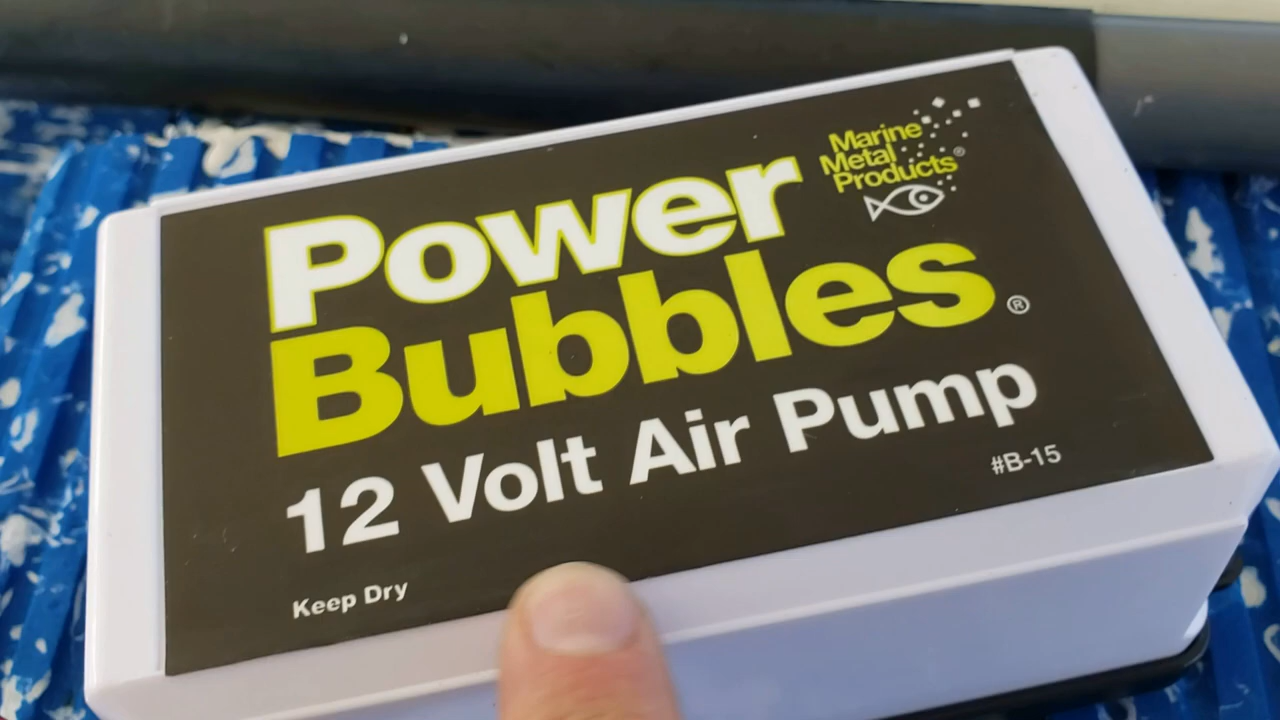 Marine
Metal
Products®
Power
Bubbles®
12 Volt Air Pump
#B-15
Keep Dry